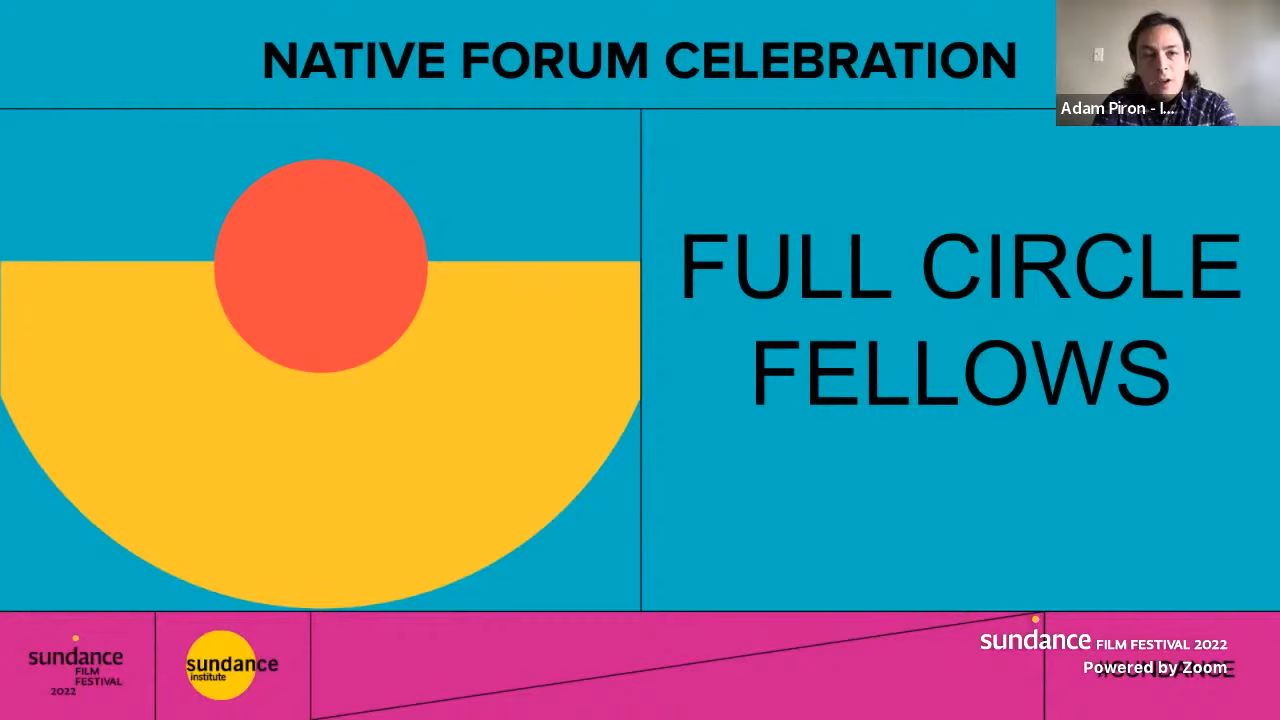 NATIVE FORUM CELEBRATION
Adam Piron - I...
FULL CIRCLE
FELLOWS
sundance
FILM
FESTIVAL
2022
sundance
institute
sundance FILM FESTIVAL 2022
Powered by Zoom
#SUNDANCE